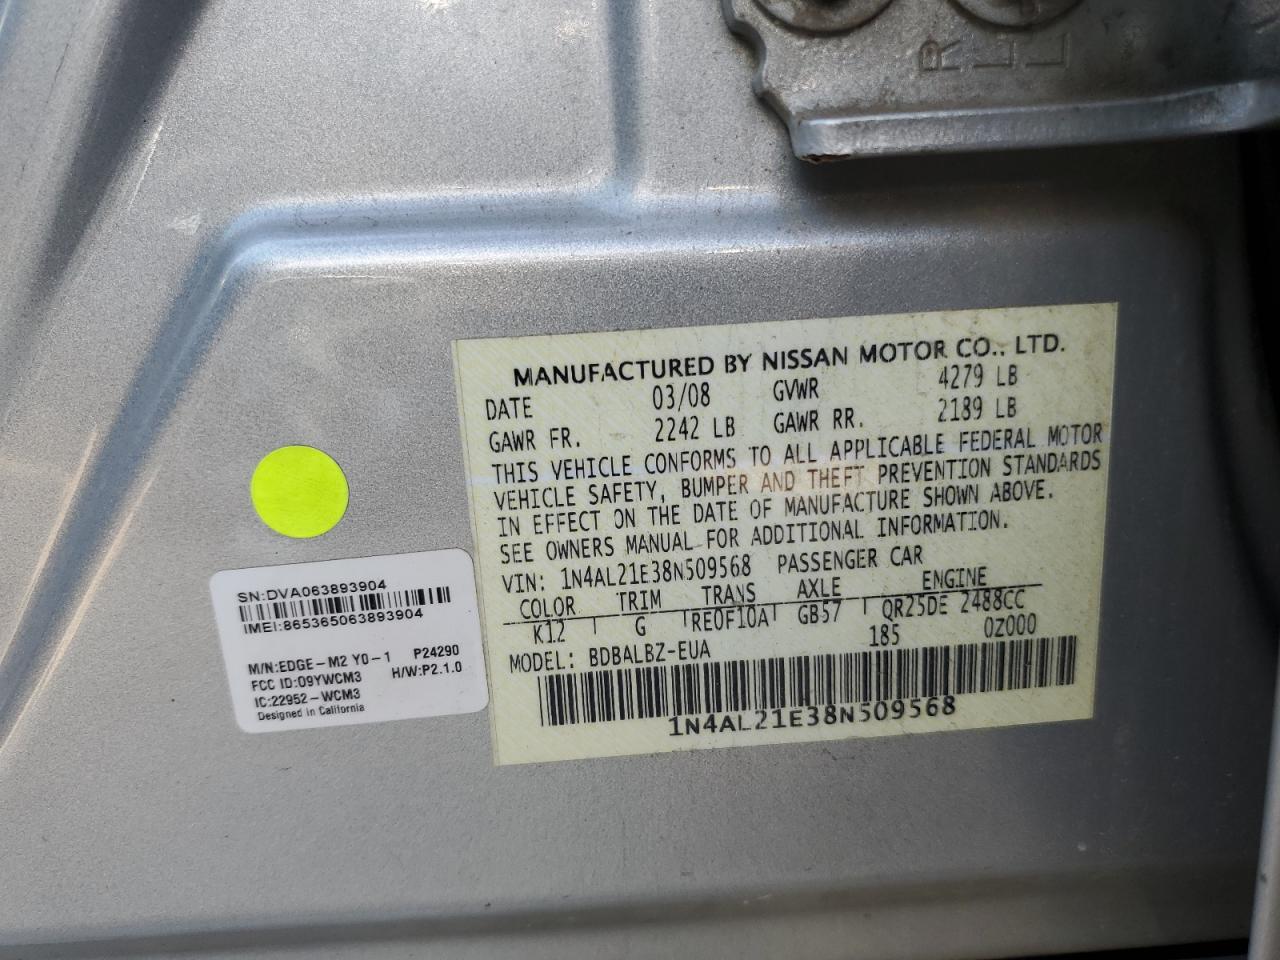 R L
E L
MANUFACTURED BY NISSAN MOTOR CO., LTD.
DATE 03/08 GVWR 4279 LB
GAWR FR. 2242 LB GAWR RR. 2189 LB
THIS VEHICLE CONFORMS TO ALL APPLICABLE FEDERAL MOTOR
VEHICLE SAFETY, BUMPER AND THEFT PREVENTION STANDARDS
IN EFFECT ON THE DATE OF MANUFACTURE SHOWN ABOVE.
SEE OWNERS MANUAL FOR ADDITIONAL INFORMATION.
VIN: 1N4AL21E38N509568 PASSENGER CAR
COLOR TRIM TRANS AXLE ENGINE
K12 G RE0F10A GB57 QR25DE 2488CC
185 0Z000
MODEL: BDBALBZ-EUA
1N4AL21E38N509568
SN:DVA063893904
IMEI:865365063893904
M/N:EDGE-M2 Y0-1 P24290
FCC ID:09YWCM3 H/W:P2.1.0
IC:22952-WCM3
Designed in California